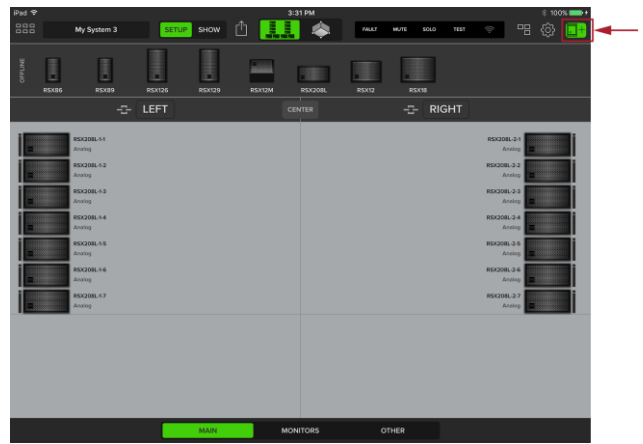 iPad 3:31 PM 100%
My System 3 SETUP SHOW FAULT MUTE SOLO TEST
OFFLINE
RSX86 RSX89 RSX126 RSX129 RSX12M RSX208L RSX12 RSX18
LEFT CENTER RIGHT
RSX208L-1-1 RSX208L-2-1
Analog Analog
RSX208L-1-2 RSX208L-2-2
Analog Analog
RSX208L-1-3 RSX208L-2-3
Analog Analog
RSX208L-1-4 RSX208L-2-4
Analog Analog
RSX208L-1-5 RSX208L-2-5
Analog Analog
RSX208L-1-6 RSX208L-2-6
Analog Analog
RSX208L-1-7 RSX208L-2-7
Analog Analog
MAIN MONITORS OTHER